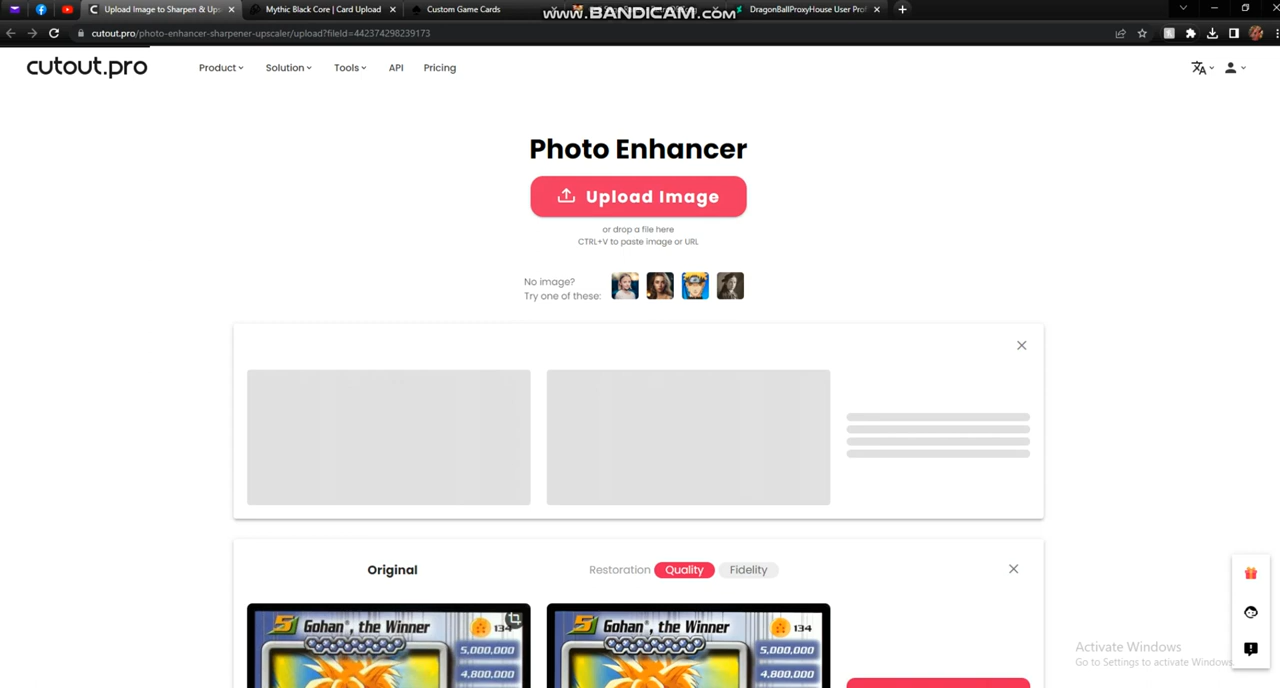 Upload Image to Sharpen & Ups
Mythic Black Core | Card Upload
Custom Game Cards
DragonBallProxyHouse User Prof
www.BANDICAM.com
cutout.pro/photo-enhancer-sharpener-upscaler/upload?fileId=442374298239173
cutout.pro
Product
Solution
Tools
API
Pricing
Photo Enhancer
Upload Image
or drop a file here
CTRL+V to paste image or URL
No image?
Try one of these:
Original
Restoration Quality Fidelity
5 Gohan, the Winner 134
5,000,000
4,800,000
5 Gohan, the Winner 134
5,000,000
4,800,000
Activate Windows
Go to Settings to activate Windows.